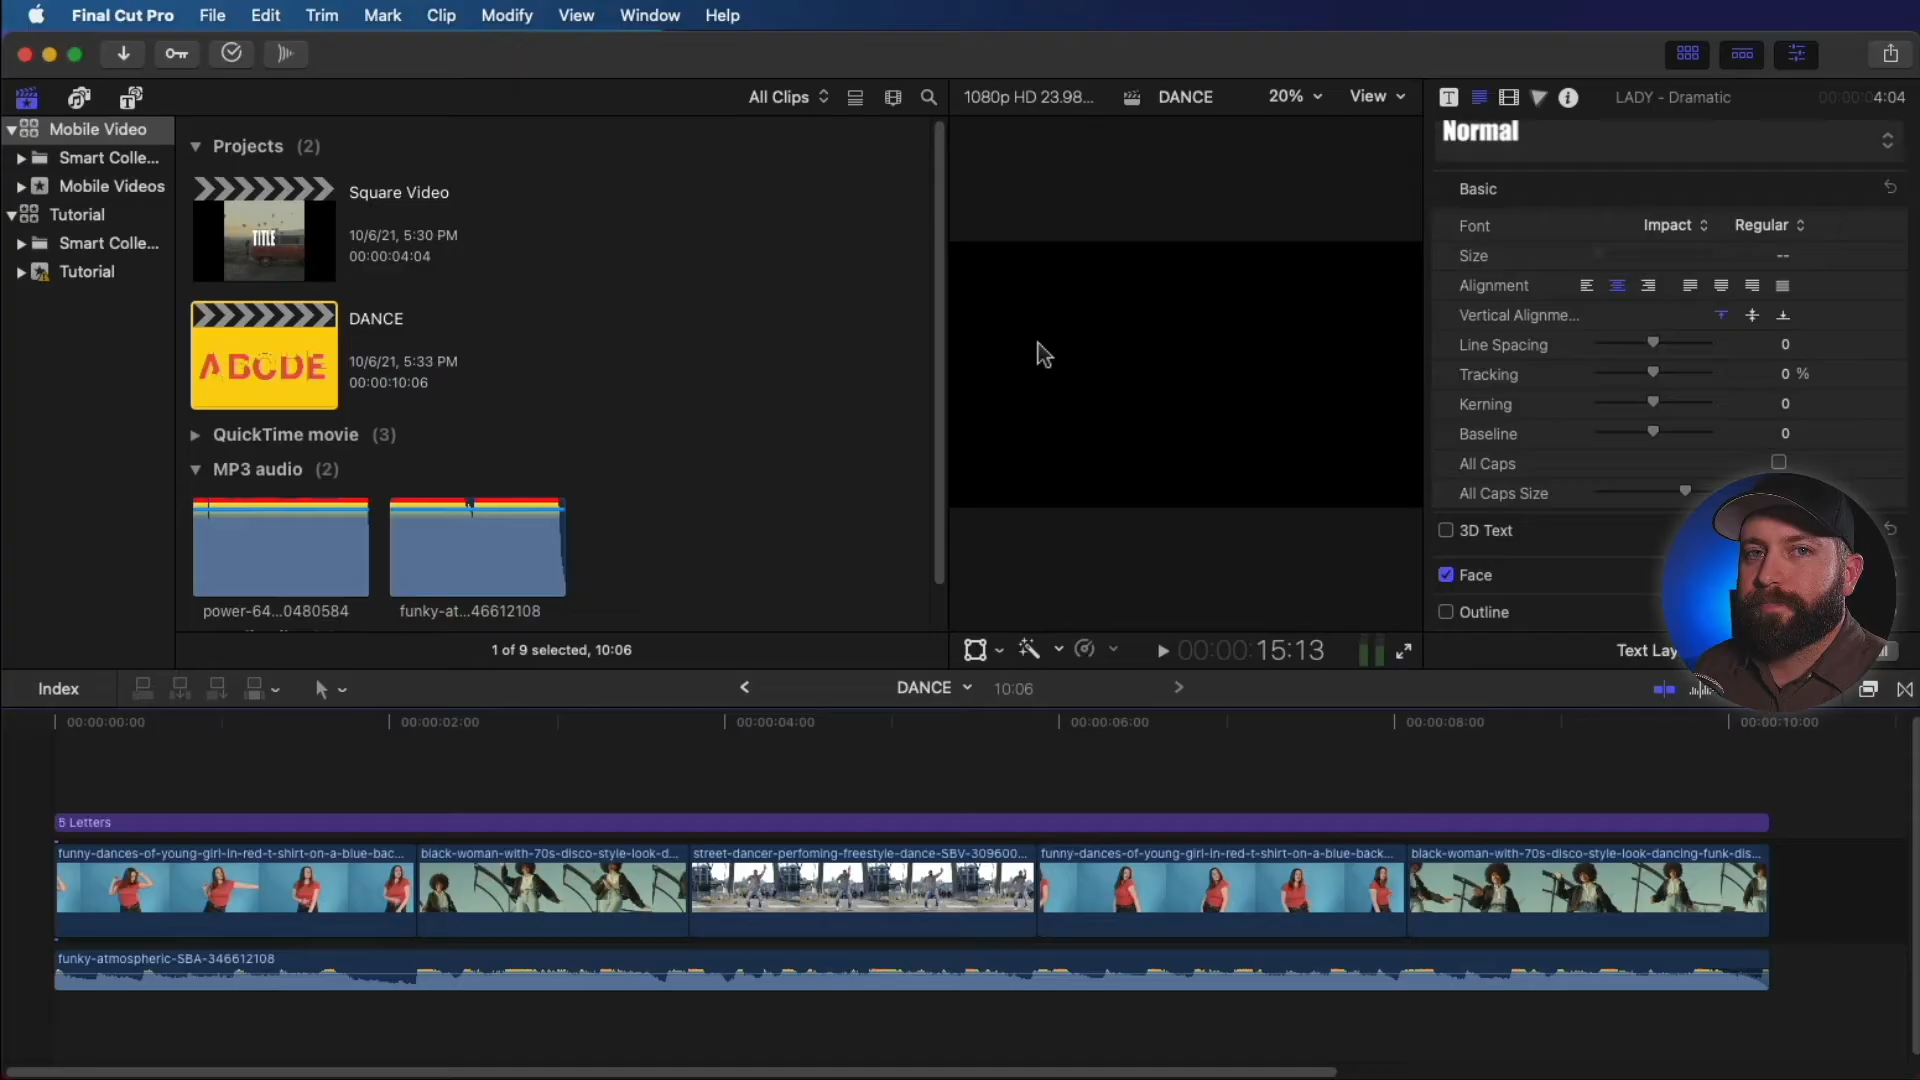 Final Cut Pro File Edit Trim Mark Clip Modify View Window Help
All Clips
1080p HD 23.98...
DANCE
20%
View
T
LADY - Dramatic
00:00:04:04
Mobile Video
Smart Colle...
Mobile Videos
Tutorial
Smart Colle...
Tutorial
Projects (2)
TITLE
Square Video
10/6/21, 5:30 PM
00:00:04:04
ABCDE
DANCE
10/6/21, 5:33 PM
00:00:10:06
QuickTime movie (3)
MP3 audio (2)
power-64...0480584
funky-at...46612108
1 of 9 selected, 10:06
00:00:15:13
Normal
Basic
Font Impact Regular
Size --
Alignment
Vertical Alignme...
Line Spacing 0
Tracking 0 %
Kerning 0
Baseline 0
All Caps
All Caps Size
3D Text
Face
Outline
Text Lay
Index
DANCE
10:06
00:00:00:00
00:00:02:00
00:00:04:00
00:00:06:00
00:00:08:00
00:00:10:00
5 Letters
funny-dances-of-young-girl-in-red-t-shirt-on-a-blue-bac...
black-woman-with-70s-disco-style-look-d...
street-dancer-perfoming-freestyle-dance-SBV-309600...
funny-dances-of-young-girl-in-red-t-shirt-on-a-blue-back...
black-woman-with-70s-disco-style-look-dancing-funk-dis...
funky-atmospheric-SBA-346612108